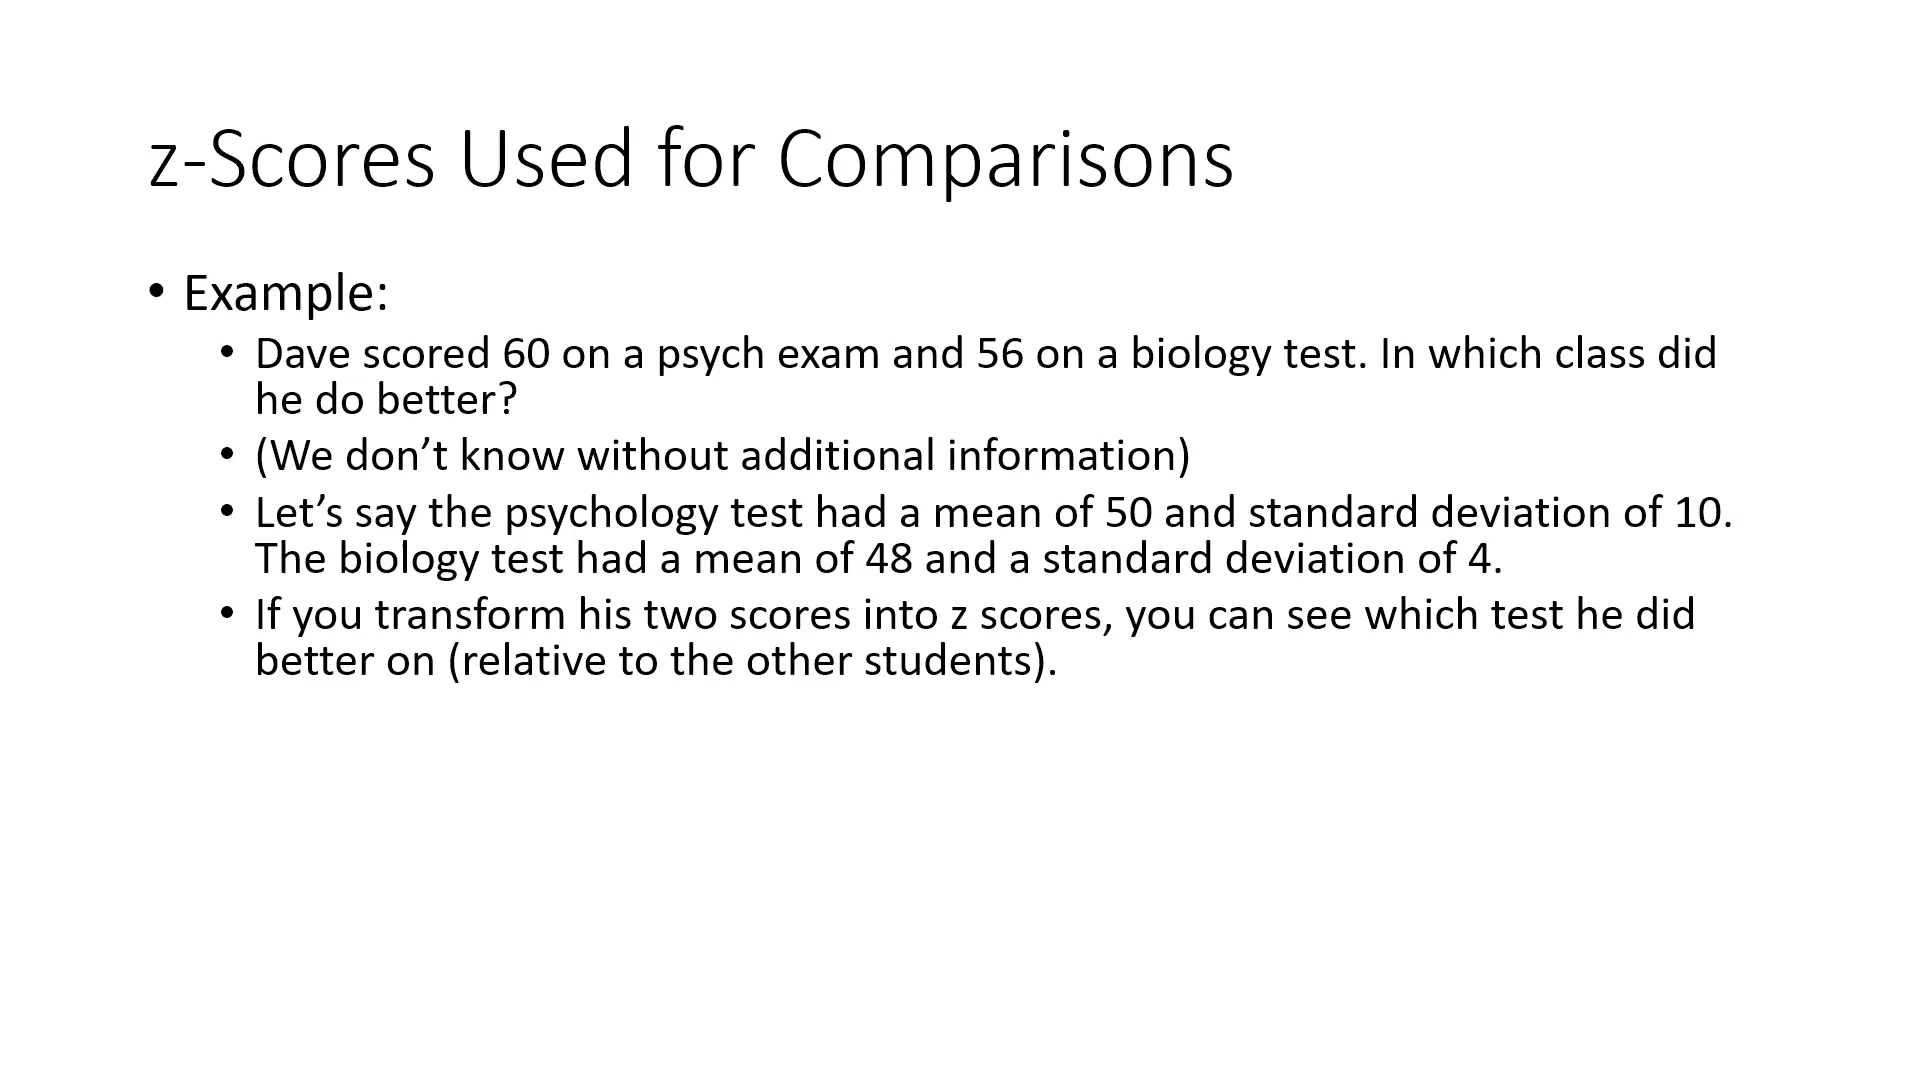 z-Scores Used for Comparisons
• Example:
• Dave scored 60 on a psych exam and 56 on a biology test. In which class did
he do better?
• (We don’t know without additional information)
• Let’s say the psychology test had a mean of 50 and standard deviation of 10.
The biology test had a mean of 48 and a standard deviation of 4.
• If you transform his two scores into z scores, you can see which test he did
better on (relative to the other students).